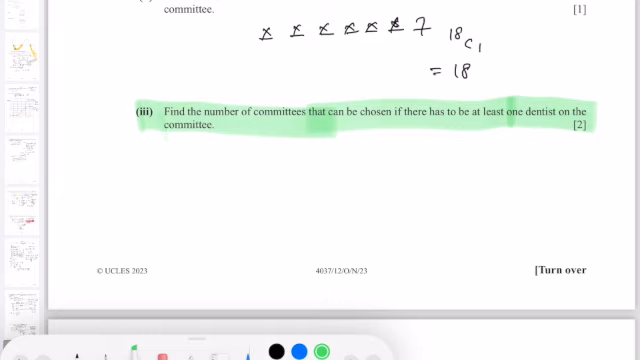 committee. [1]
x x x x x x 7 18C1
= 18
(iii) Find the number of committees that can be chosen if there has to be at least one dentist on the
committee. [2]
© UCLES 2023 4037/12/O/N/23 [Turn over